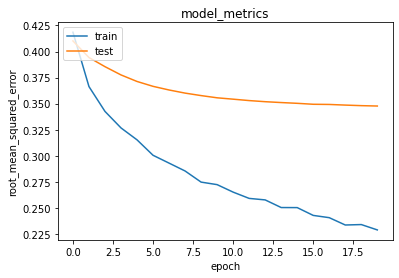 model_metrics
0.425
0.400
0.375
0.350
0.325
0.300
0.275
0.250
0.225
root_mean_squared_error
train
test
0.0 2.5 5.0 7.5 10.0 12.5 15.0 17.5
epoch